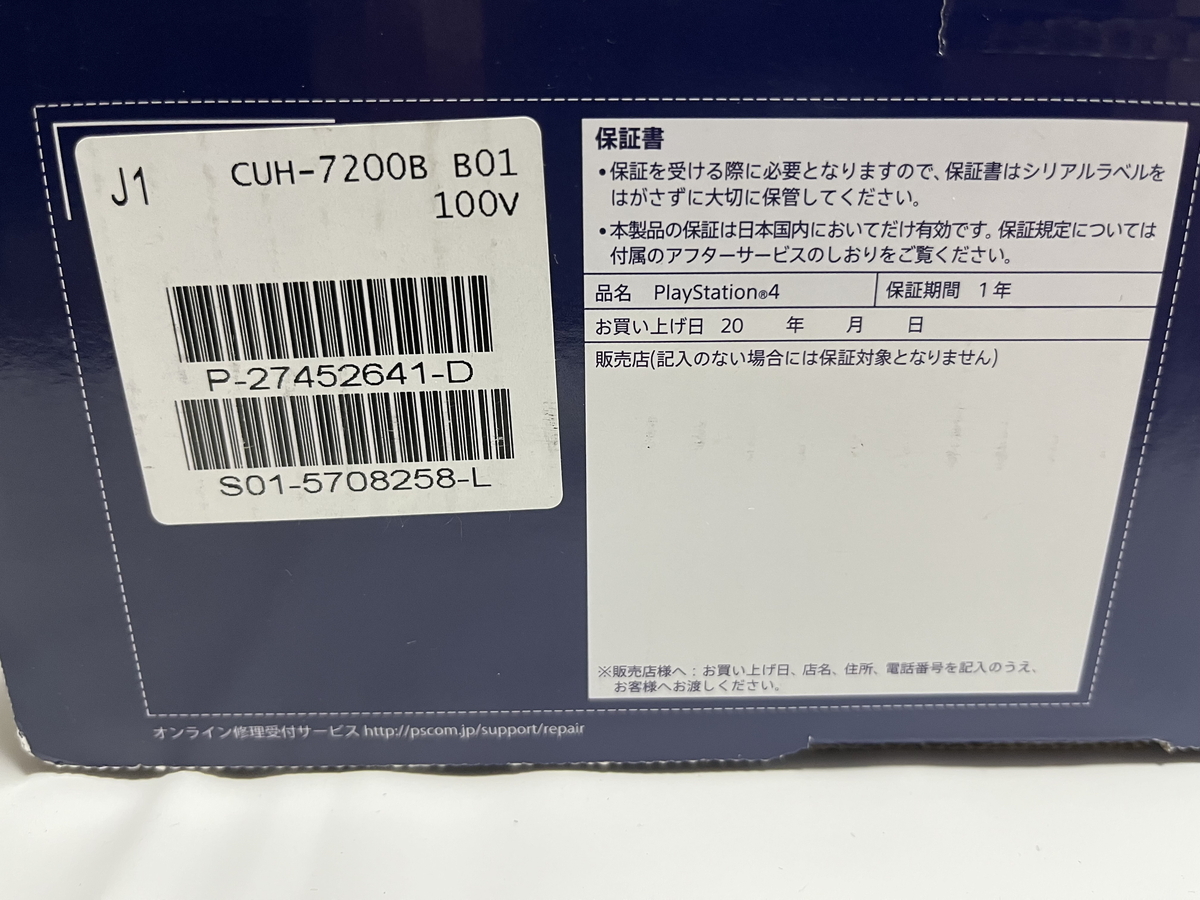 J1
CUH-7200B B01
100V
P-27452641-D
S01-5708258-L
保証書
•保証を受ける際に必要となりますので、保証書はシリアルラベルを
はがさずに大切に保管してください。
•本製品の保証は日本国内においてだけ有効です。保証規定については
付属のアフターサービスのしおりをご覧ください。
品名 PlayStation®4 保証期間 1年
お買い上げ日 20 年 月 日
販売店(記入のない場合には保証対象となりません)
※販売店様へ:お買い上げ日、店名、住所、電話番号を記入のうえ、
お客様へお渡しください。
オンライン修理受付サービス http://pscom.jp/support/repair